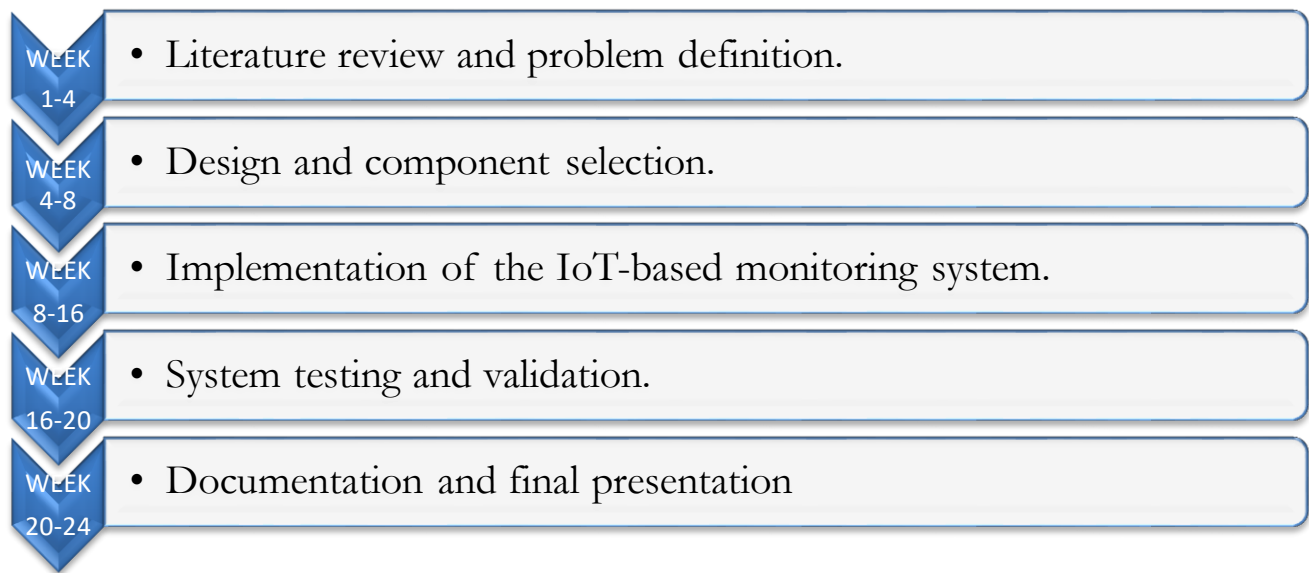 WEEK
1-4
• Literature review and problem definition.
WEEK
4-8
• Design and component selection.
WEEK
8-16
• Implementation of the IoT-based monitoring system.
WEEK
16-20
• System testing and validation.
WEEK
20-24
• Documentation and final presentation